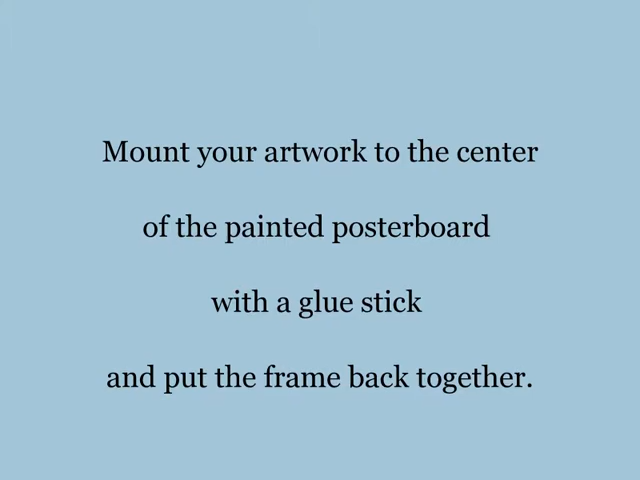 Mount your artwork to the center
of the painted posterboard
with a glue stick
and put the frame back together.